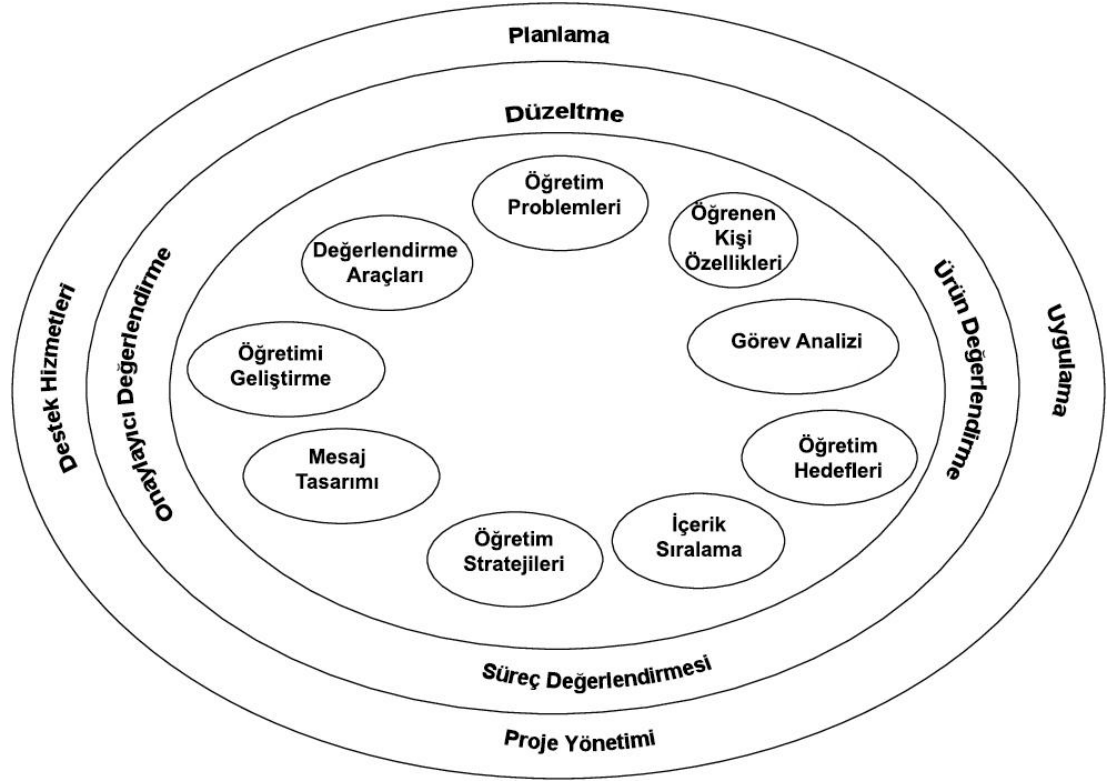 Planlama
Düzeltme
Öğretim
Problemleri
Öğrenen
Kişi
Özellikleri
Değerlendirme
Araçları
Görev Analizi
Öğretimi
Geliştirme
Öğretim
Hedefleri
Mesaj
Tasarımı
İçerik
Sıralama
Öğretim
Stratejileri
Destek Hizmetleri
Onaylayıcı Değerlendirme
Ürün Değerlendirme
Uygulama
Süreç Değerlendirmesi
Proje Yönetimi